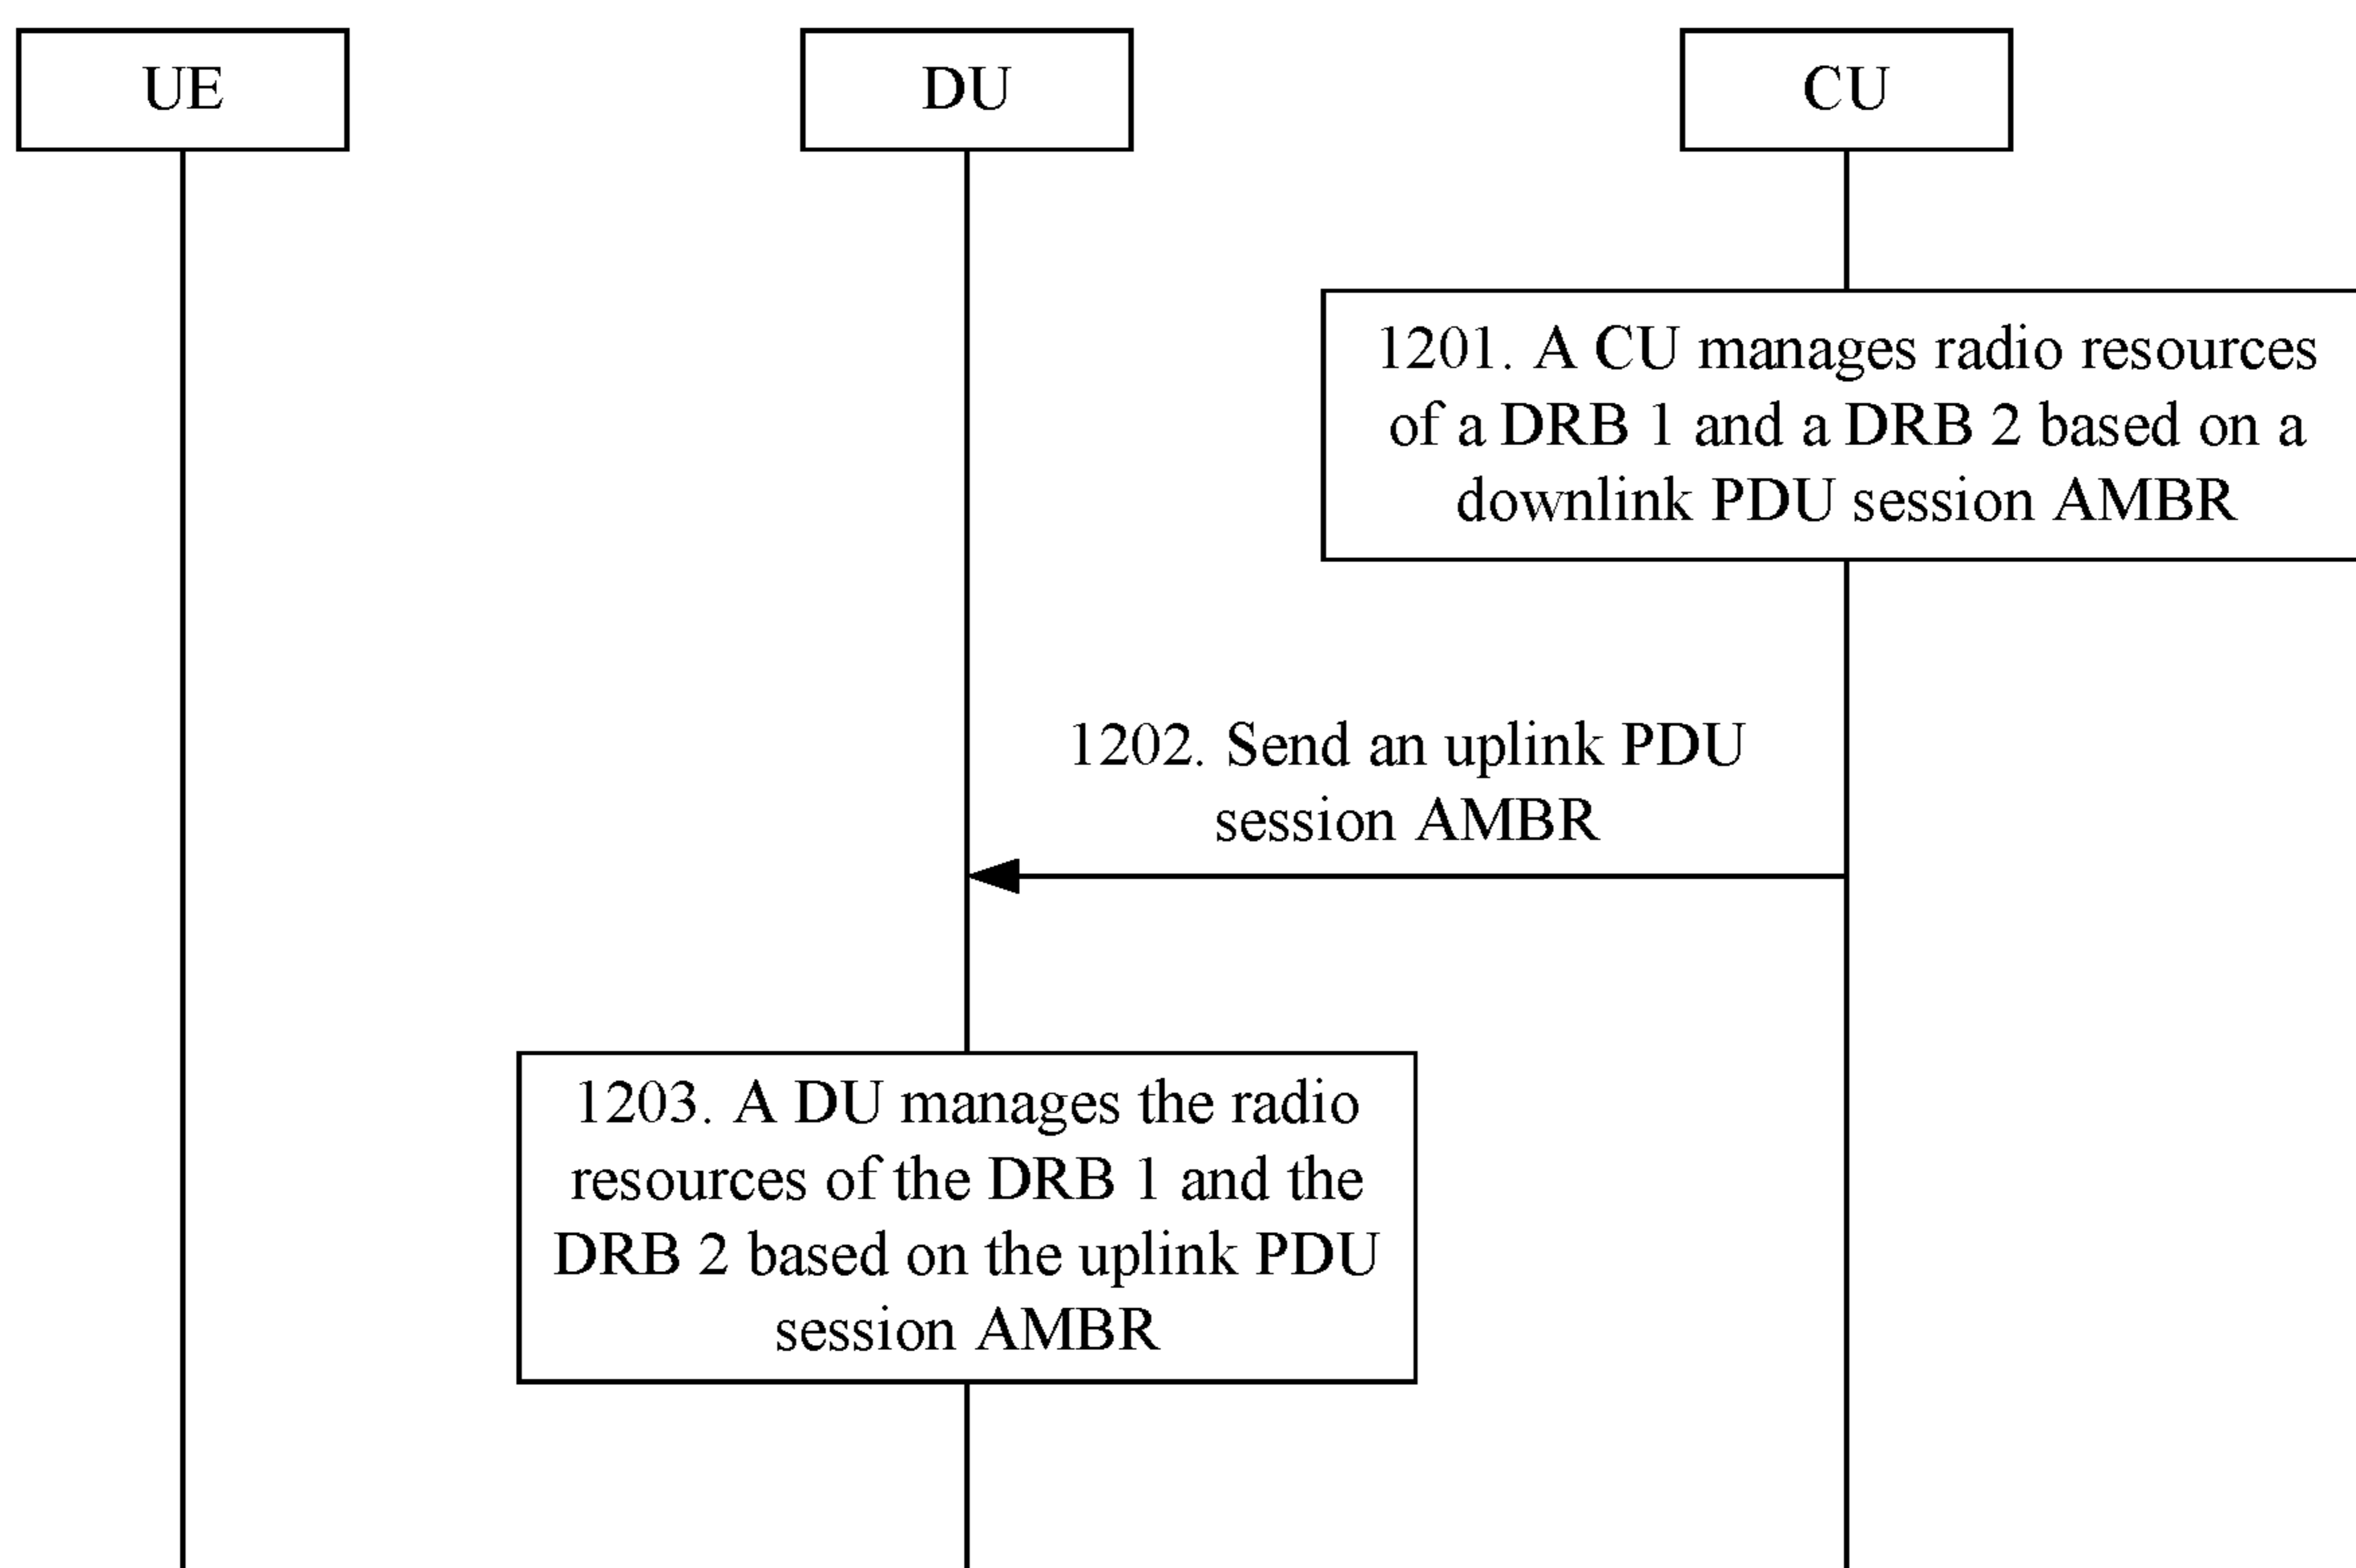 UE
DU
CU
1201. A CU manages radio resources
of a DRB 1 and a DRB 2 based on a
downlink PDU session AMBR
1202. Send an uplink PDU
session AMBR
1203. A DU manages the radio
resources of the DRB 1 and the
DRB 2 based on the uplink PDU
session AMBR